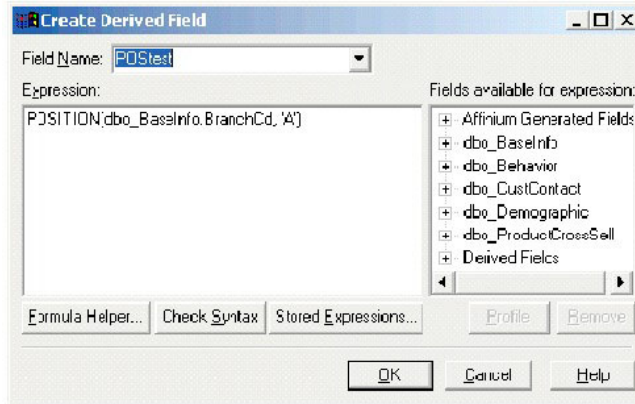 Create Derived Field
Field Name: POStest
Expression:
Fields available for expression:
POSITION(dbo_BaseInfo.BranchCd, 'A')
Affinium Generated Fields
dbo_BaseInfo
dbo_Behavior
dbo_CustContact
dbo_Demographic
dbo_ProductCrossSell
Derived Fields
Formula Helper... Check Syntax Stored Expressions... Profile Remove
OK Cancel Help